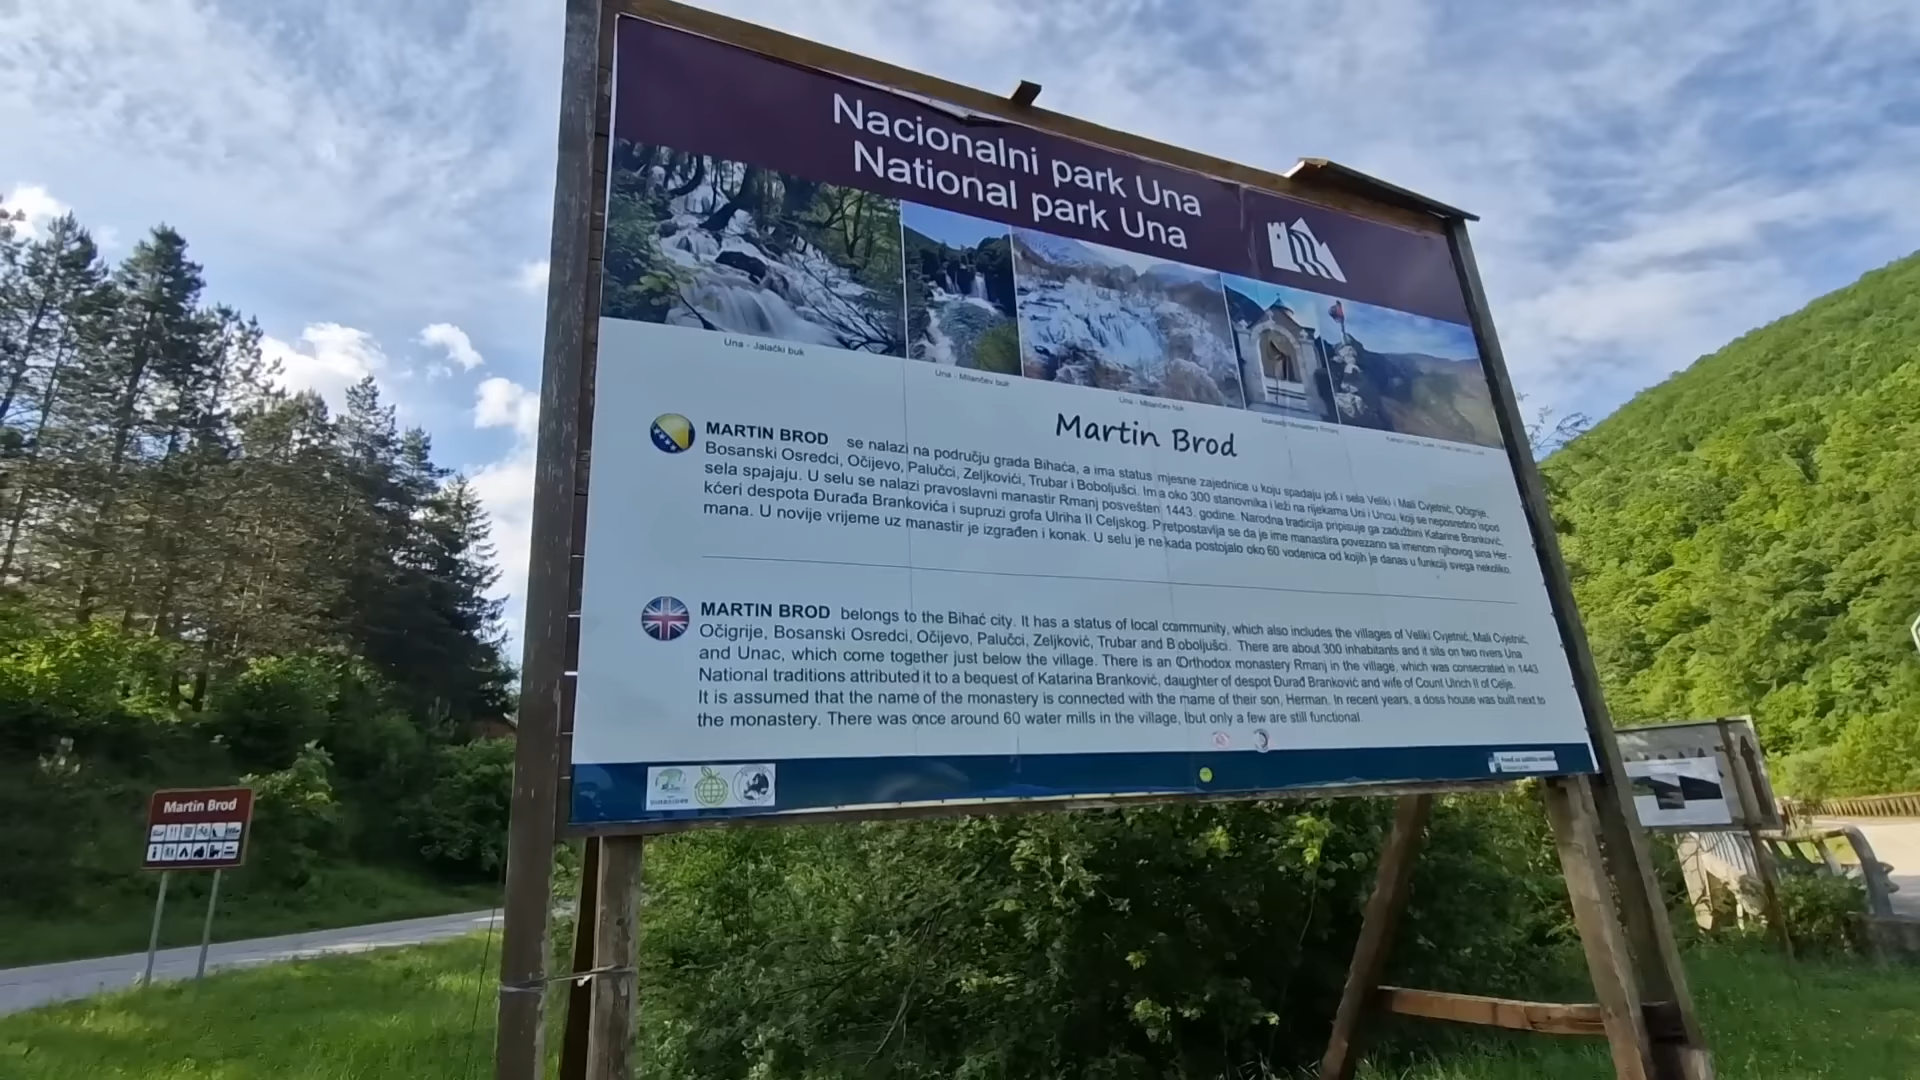 Nacionalni park Una
National park Una
Una - Jalački buk
Una - Milančev buk
Una - Milančev buk
Martin Brod
MARTIN BROD se nalazi na području grada Bihaća, a ima status mjesne zajednice u koju spadaju još i sela Veliki i Mali Cvjetnić, Očigrije,
Bosanski Osredci, Očijevo, Palučci, Zeljkovići, Trubar i Boboljušci. Ima oko 300 stanovnika i leži na rijekama Uni i Uncu, koji se neposredno ispod
sela spajaju. U selu se nalazi pravoslavni manastir Rmanj posvešten 1443. godine. Narodna tradicija pripisuje ga zadužbini Katarine Branković,
kćeri despota Đurađa Brankovića i supruzi grofa Ulriha II Celjskog. Pretpostavlja se da je ime manastira povezano sa imenom njihovog sina Her-
mana. U novije vrijeme uz manastir je izgrađen i konak. U selu je nekada postojalo oko 60 vodenica od kojih je danas u funkciji svega nekoliko.
MARTIN BROD belongs to the Bihać city. It has a status of local community, which also includes the villages of Veliki Cvjetnić, Mali Cvjetnić,
Očigrije, Bosanski Osredci, Očijevo, Palučci, Zeljković, Trubar and Boboljušci. There are about 300 inhabitants and it sits on two rivers Una
and Unac, which come together just below the village. There is an Orthodox monastery Rmanj in the village, which was consecrated in 1443.
National traditions attributed it to a bequest of Katarina Branković, daughter of despot Đurađ Branković and wife of Count Ulrich II of Celje.
It is assumed that the name of the monastery is connected with the name of their son, Herman. In recent years, a doss house was built next to
the monastery. There was once around 60 water mills in the village, but only a few are still functional.
Martin Brod